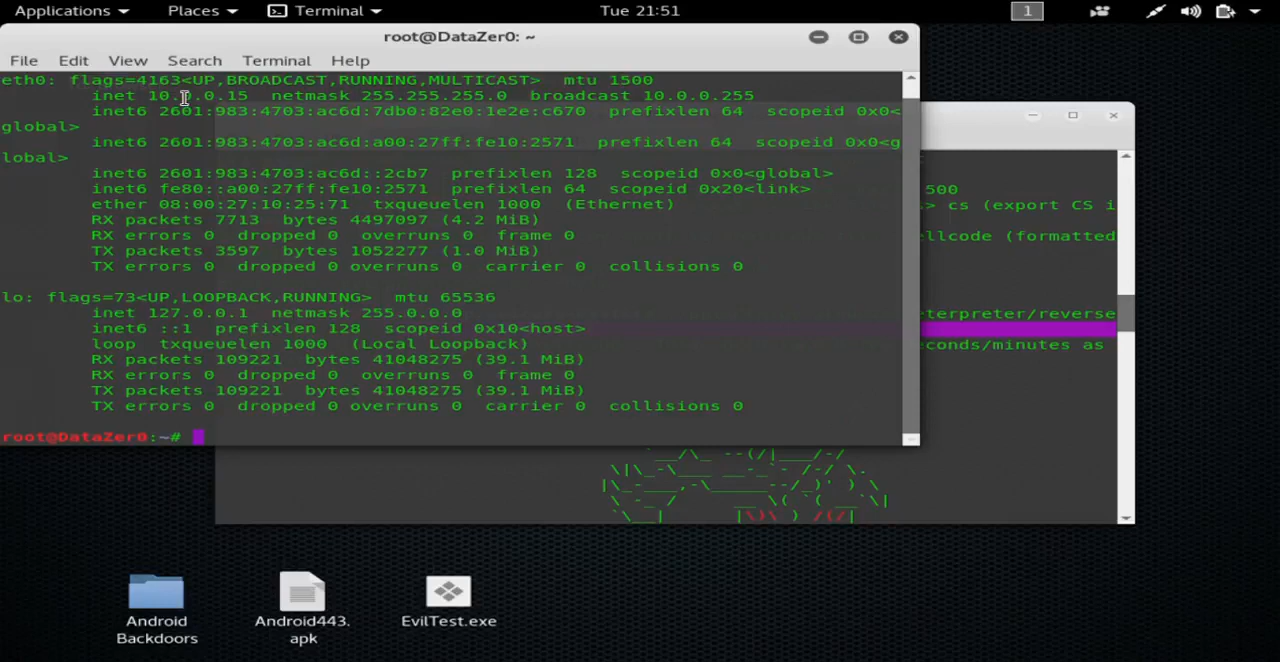 Applications Places Terminal Tue 21:51 1
root@DataZer0: ~
File Edit View Search Terminal Help
eth0: flags=4163<UP,BROADCAST,RUNNING,MULTICAST> mtu 1500
inet 10.0.0.15 netmask 255.255.255.0 broadcast 10.0.0.255
inet6 2601:983:4703:ac6d:7db0:82e0:1e2e:c670 prefixlen 64 scopeid 0x0<
global>
inet6 2601:983:4703:ac6d:a00:27ff:fe10:2571 prefixlen 64 scopeid 0x0<g
lobal>
inet6 2601:983:4703:ac6d::2cb7 prefixlen 128 scopeid 0x0<global>
inet6 fe80::a00:27ff:fe10:2571 prefixlen 64 scopeid 0x20<link>
ether 08:00:27:10:25:71 txqueuelen 1000 (Ethernet)
RX packets 7713 bytes 4497097 (4.2 MiB)
RX errors 0 dropped 0 overruns 0 frame 0
TX packets 3597 bytes 1052277 (1.0 MiB)
TX errors 0 dropped 0 overruns 0 carrier 0 collisions 0
lo: flags=73<UP,LOOPBACK,RUNNING> mtu 65536
inet 127.0.0.1 netmask 255.0.0.0
inet6 ::1 prefixlen 128 scopeid 0x10<host>
loop txqueuelen 1000 (Local Loopback)
RX packets 109221 bytes 41048275 (39.1 MiB)
RX errors 0 dropped 0 overruns 0 frame 0
TX packets 109221 bytes 41048275 (39.1 MiB)
TX errors 0 dropped 0 overruns 0 carrier 0 collisions 0
root@DataZer0:~#
500
> cs (export CS i
llcode (formatted
terpreter/reverse
conds/minutes as
Android
Backdoors
Android443.
apk
EvilTest.exe